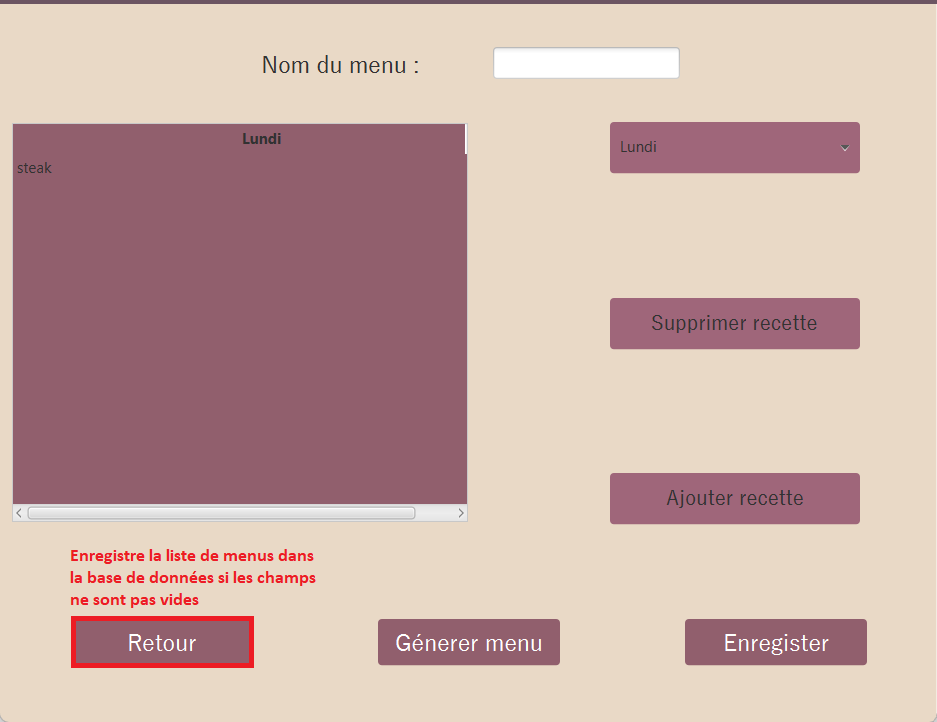 Nom du menu :
Lundi
Lundi
steak
Supprimer recette
Ajouter recette
Enregistre la liste de menus dans
la base de données si les champs
ne sont pas vides
Retour
Génerer menu
Enregister